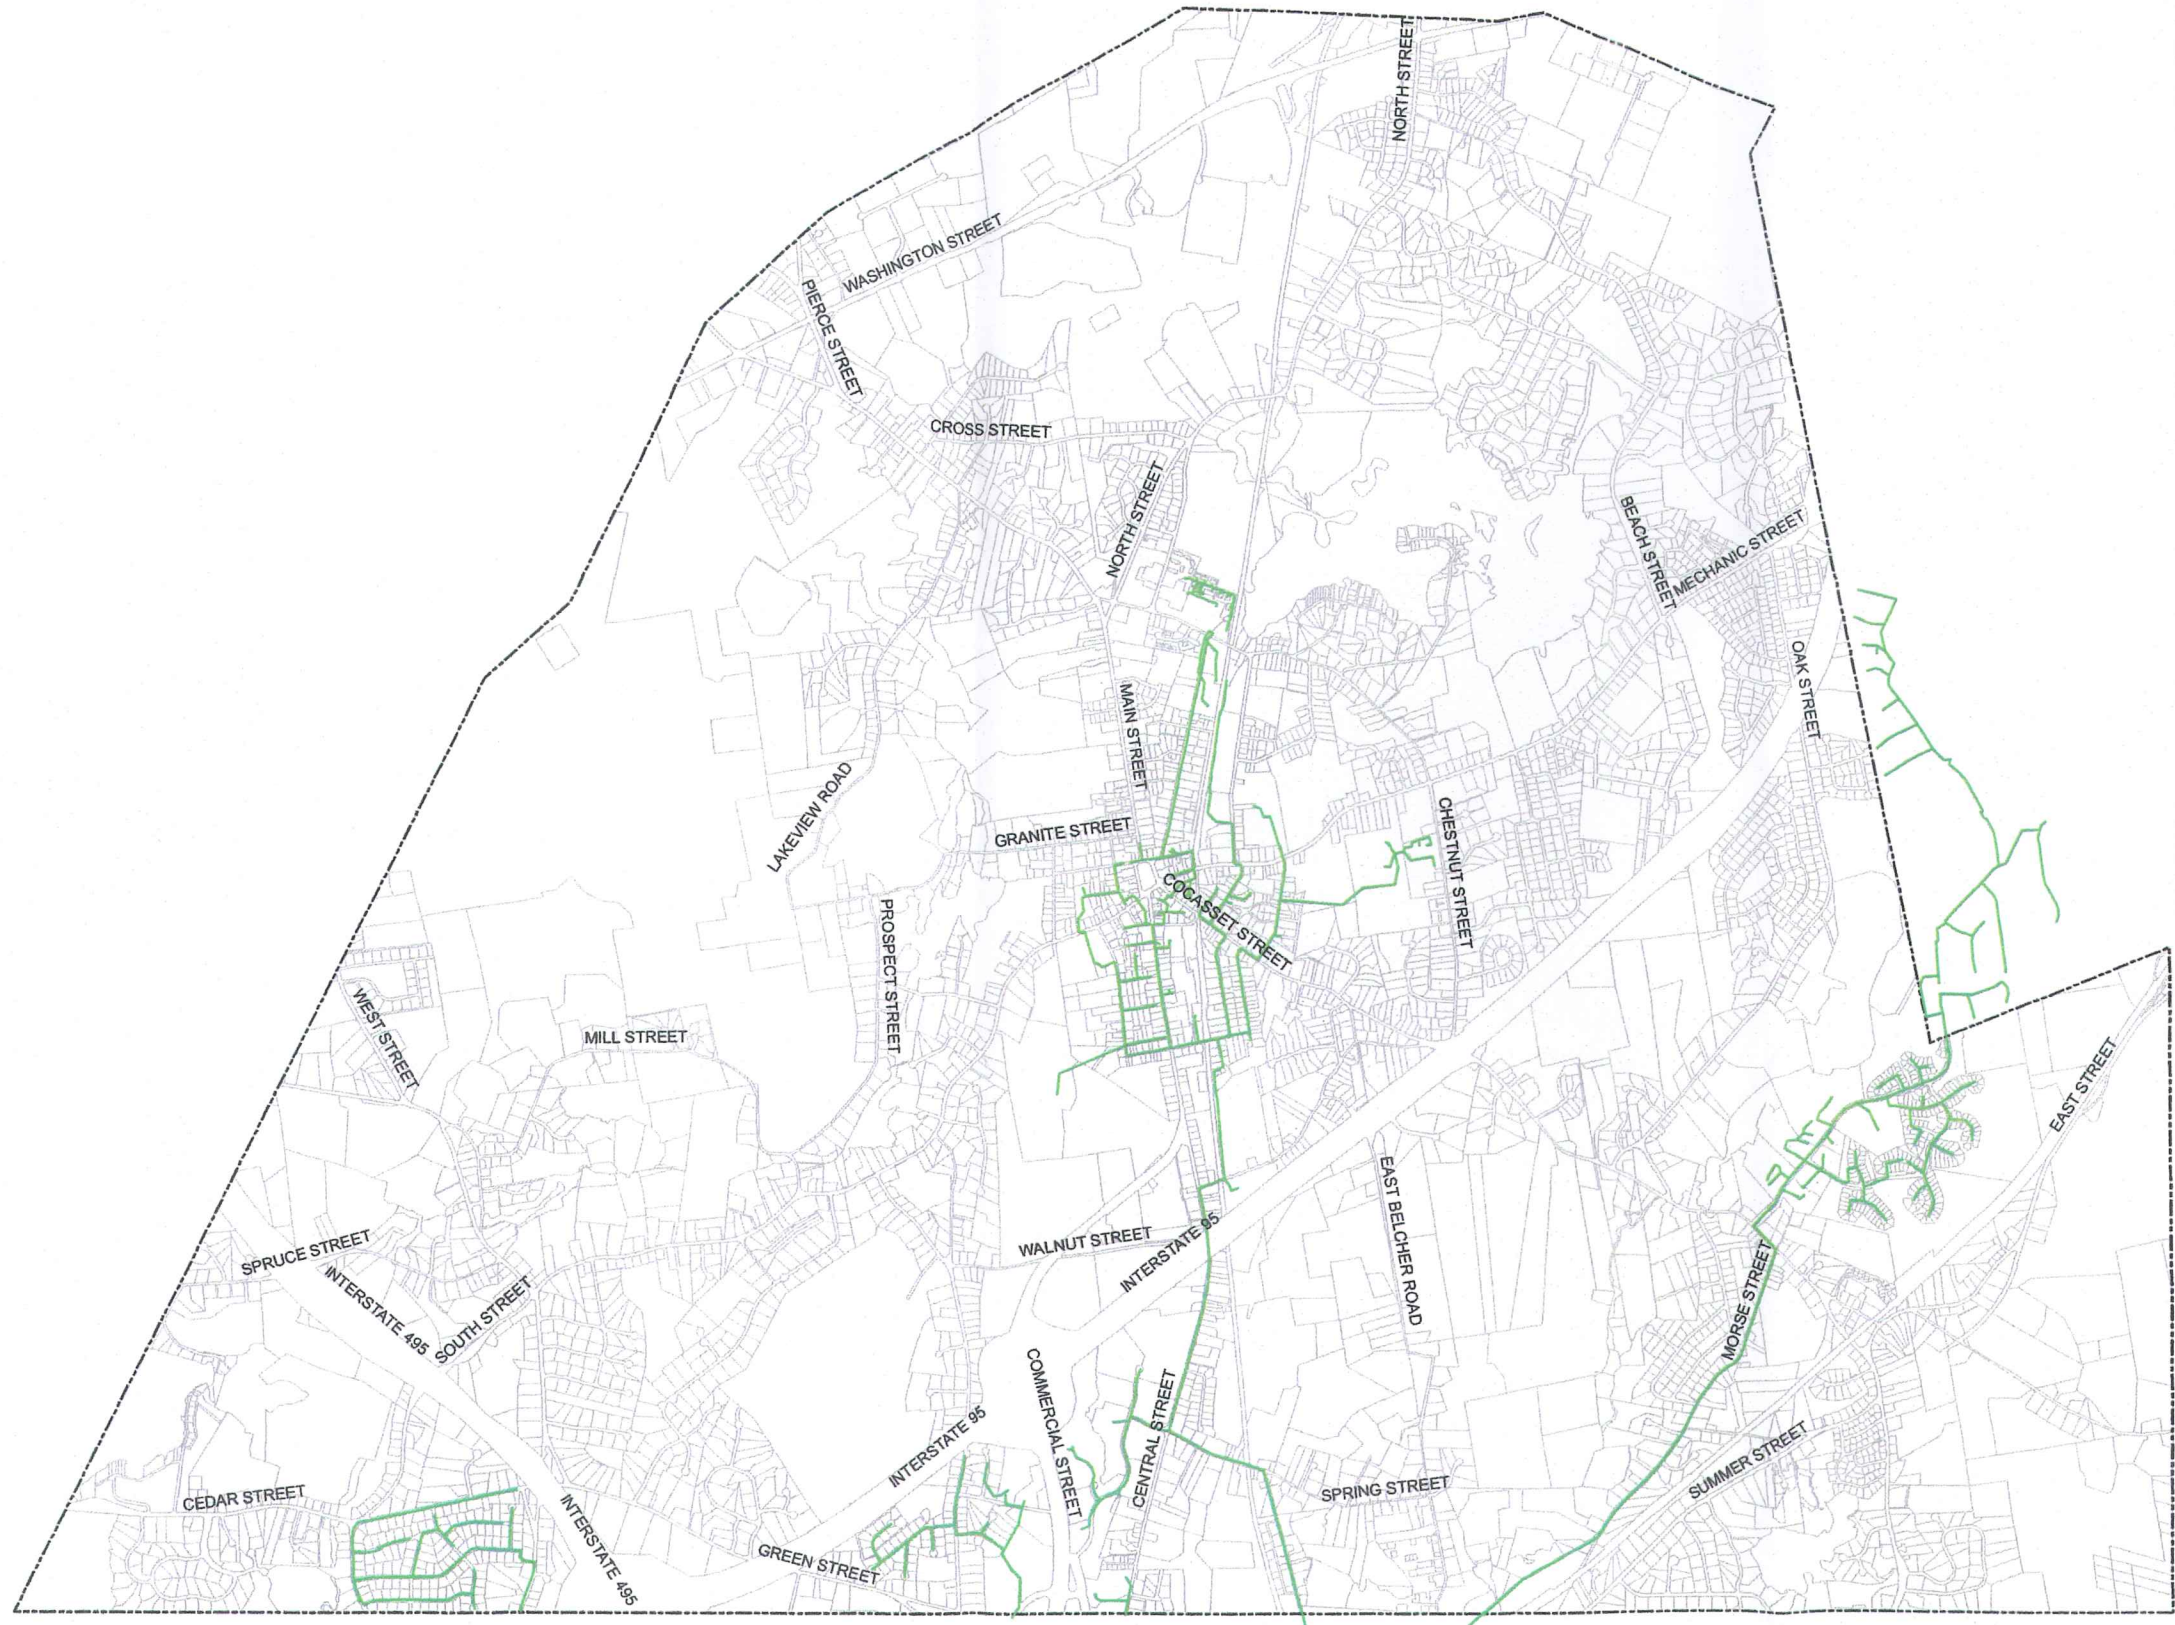 NORTH STREET
WASHINGTON STREET
PIERCE STREET
CROSS STREET
NORTH STREET
BEACH STREET
MECHANIC STREET
OAK STREET
MAIN STREET
LAKEVIEW ROAD
GRANITE STREET
CHESTNUT STREET
COCASSET STREET
PROSPECT STREET
WEST STREET
MILL STREET
EAST STREET
EAST BELCHER ROAD
SPRUCE STREET
WALNUT STREET
INTERSTATE 95
INTERSTATE 495
SOUTH STREET
MORSE STREET
COMMERCIAL STREET
CENTRAL STREET
INTERSTATE 95
SUMMER STREET
SPRING STREET
CEDAR STREET
INTERSTATE 495
GREEN STREET